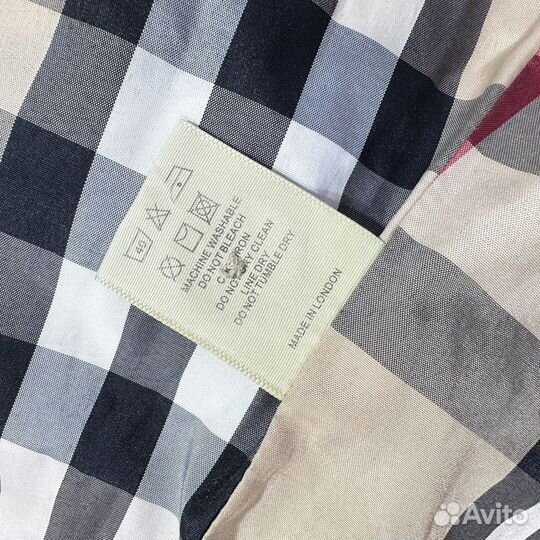 60
MACHINE WASHABLE
DO NOT BLEACH
IRON
DO NOT DRY CLEAN
LINE DRY
DO NOT TUMBLE DRY
MADE IN LONDON
Avito